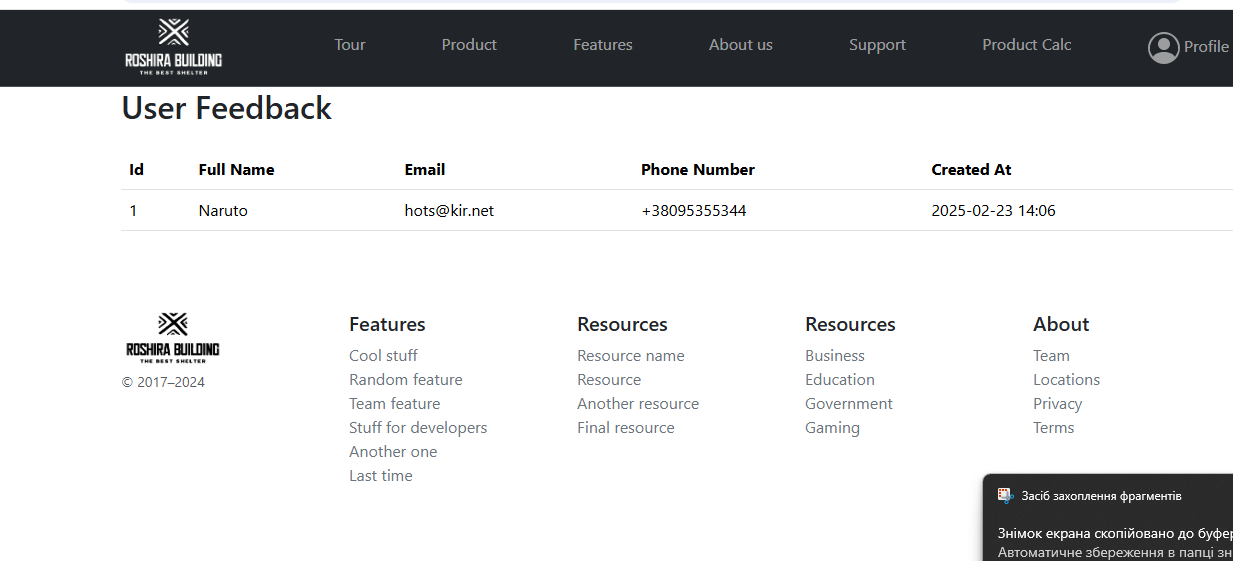 ROSHIRA BUILDING
THE BEST SHELTER
Tour Product Features About us Support Product Calc Profile
User Feedback
Id Full Name Email Phone Number Created At
1 Naruto hots@kir.net +38095355344 2025-02-23 14:06
ROSHIRA BUILDING
THE BEST SHELTER
© 2017–2024
Features
Cool stuff
Random feature
Team feature
Stuff for developers
Another one
Last time
Resources
Resource name
Resource
Another resource
Final resource
Resources
Business
Education
Government
Gaming
About
Team
Locations
Privacy
Terms
Засіб захоплення фрагментів
Знімок екрана скопійовано до буфер
Автоматичне збереження в папці зн